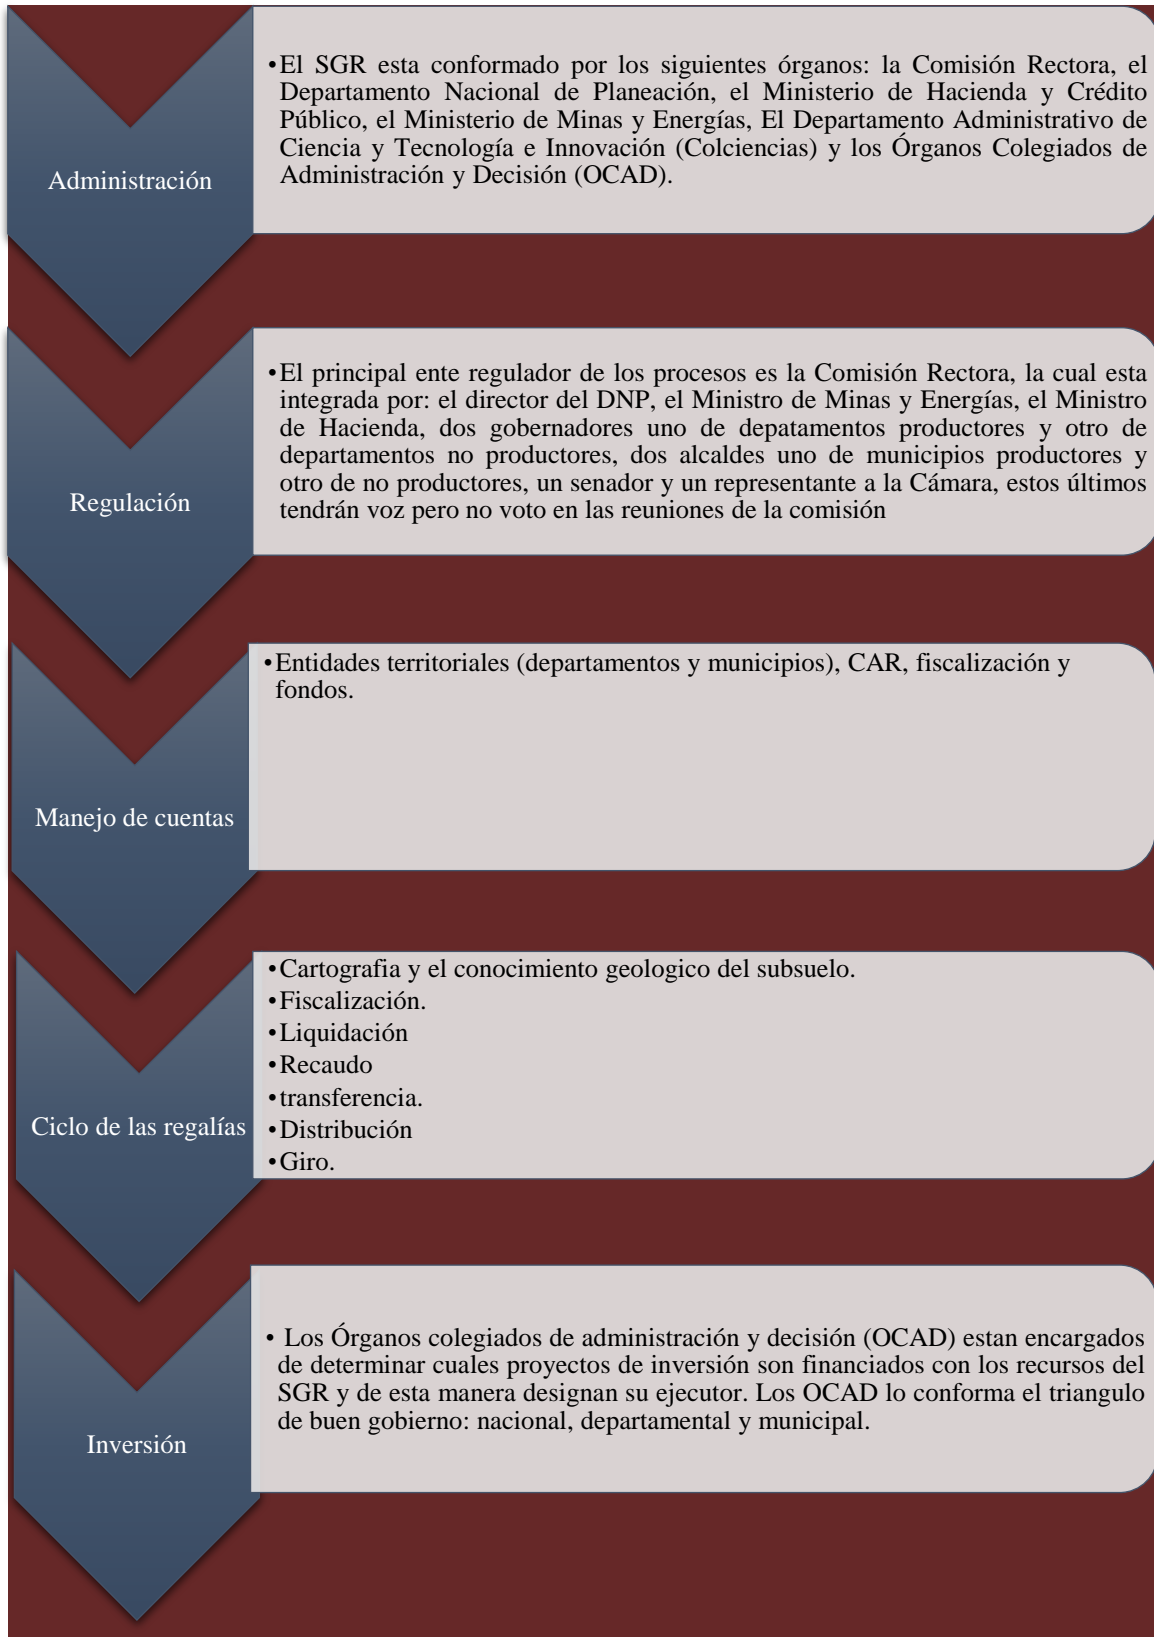 Administración
•El SGR esta conformado por los siguientes órganos: la Comisión Rectora, el
Departamento Nacional de Planeación, el Ministerio de Hacienda y Crédito
Público, el Ministerio de Minas y Energías, El Departamento Administrativo de
Ciencia y Tecnología e Innovación (Colciencias) y los Órganos Colegiados de
Administración y Decisión (OCAD).
Regulación
•El principal ente regulador de los procesos es la Comisión Rectora, la cual esta
integrada por: el director del DNP, el Ministro de Minas y Energías, el Ministro
de Hacienda, dos gobernadores uno de depatamentos productores y otro de
departamentos no productores, dos alcaldes uno de municipios productores y
otro de no productores, un senador y un representante a la Cámara, estos últimos
tendrán voz pero no voto en las reuniones de la comisión
Manejo de cuentas
•Entidades territoriales (departamentos y municipios), CAR, fiscalización y
fondos.
Ciclo de las regalías
•Cartografia y el conocimiento geologico del subsuelo.
•Fiscalización.
•Liquidación
•Recaudo
•transferencia.
•Distribución
•Giro.
Inversión
• Los Órganos colegiados de administración y decisión (OCAD) estan encargados
de determinar cuales proyectos de inversión son financiados con los recursos del
SGR y de esta manera designan su ejecutor. Los OCAD lo conforma el triangulo
de buen gobierno: nacional, departamental y municipal.